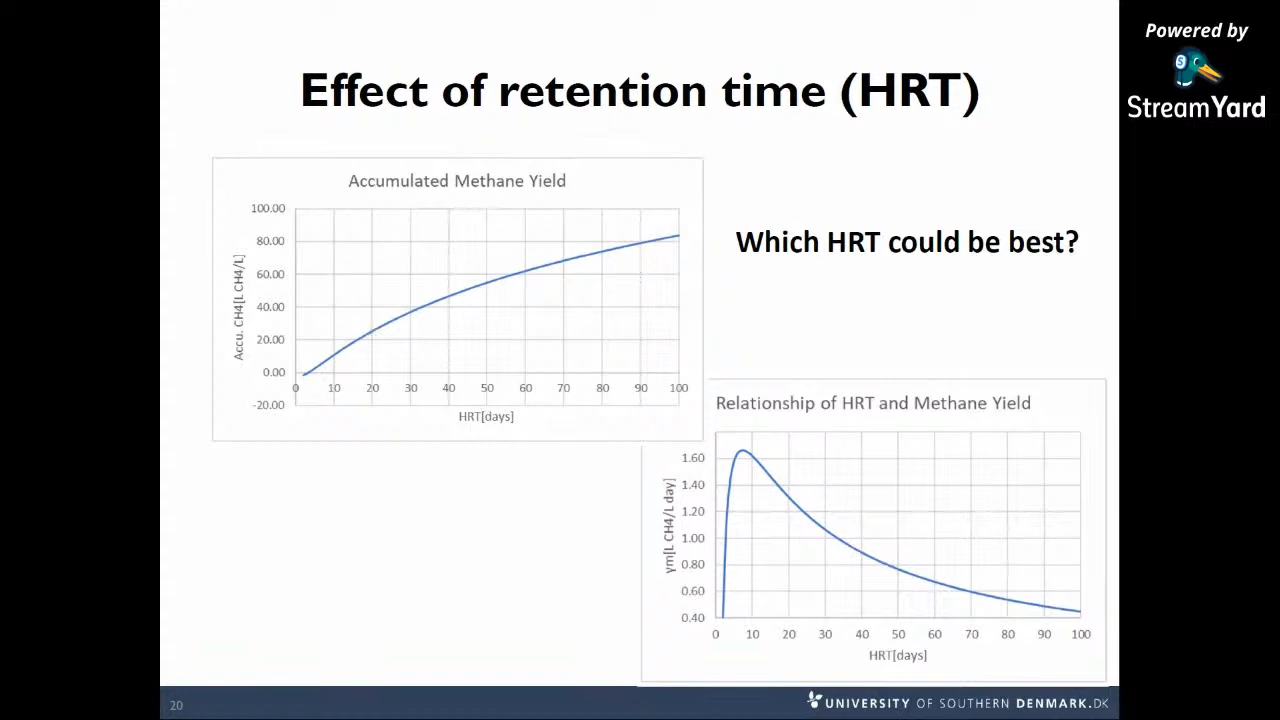 Powered by
StreamYard
Effect of retention time (HRT)
Accumulated Methane Yield
100.00
80.00
60.00
40.00
20.00
0.00
-20.00
Accu. CH4[L CH4/L]
0 10 20 30 40 50 60 70 80 90 100
HRT[days]
Which HRT could be best?
Relationship of HRT and Methane Yield
1.60
1.40
1.20
1.00
0.80
0.60
0.40
γm[L CH4/L day]
0 10 20 30 40 50 60 70 80 90 100
HRT[days]
20
UNIVERSITY OF SOUTHERN DENMARK.DK